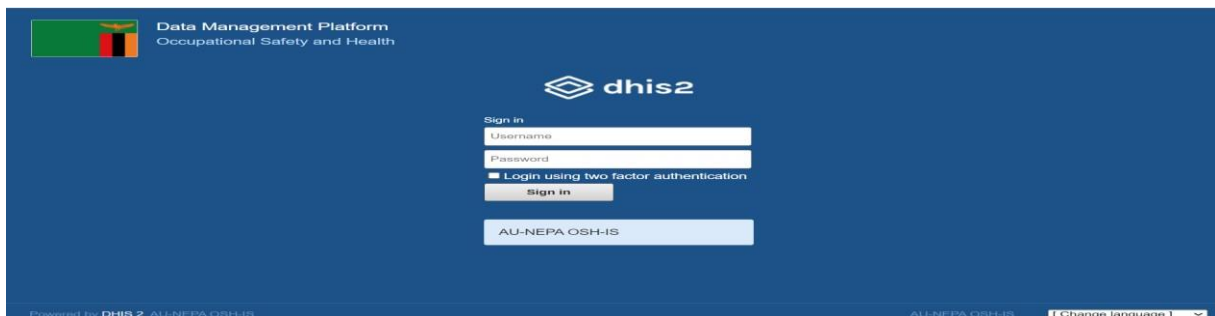 Data Management Platform
Occupational Safety and Health
dhis2
Sign in
Username
Password
Login using two factor authentication
Sign in
AU-NEPA OSH-IS
Powered by DHIS 2 AU-NEPA OSH-IS
AU-NEPA OSH-IS [ Change language ]